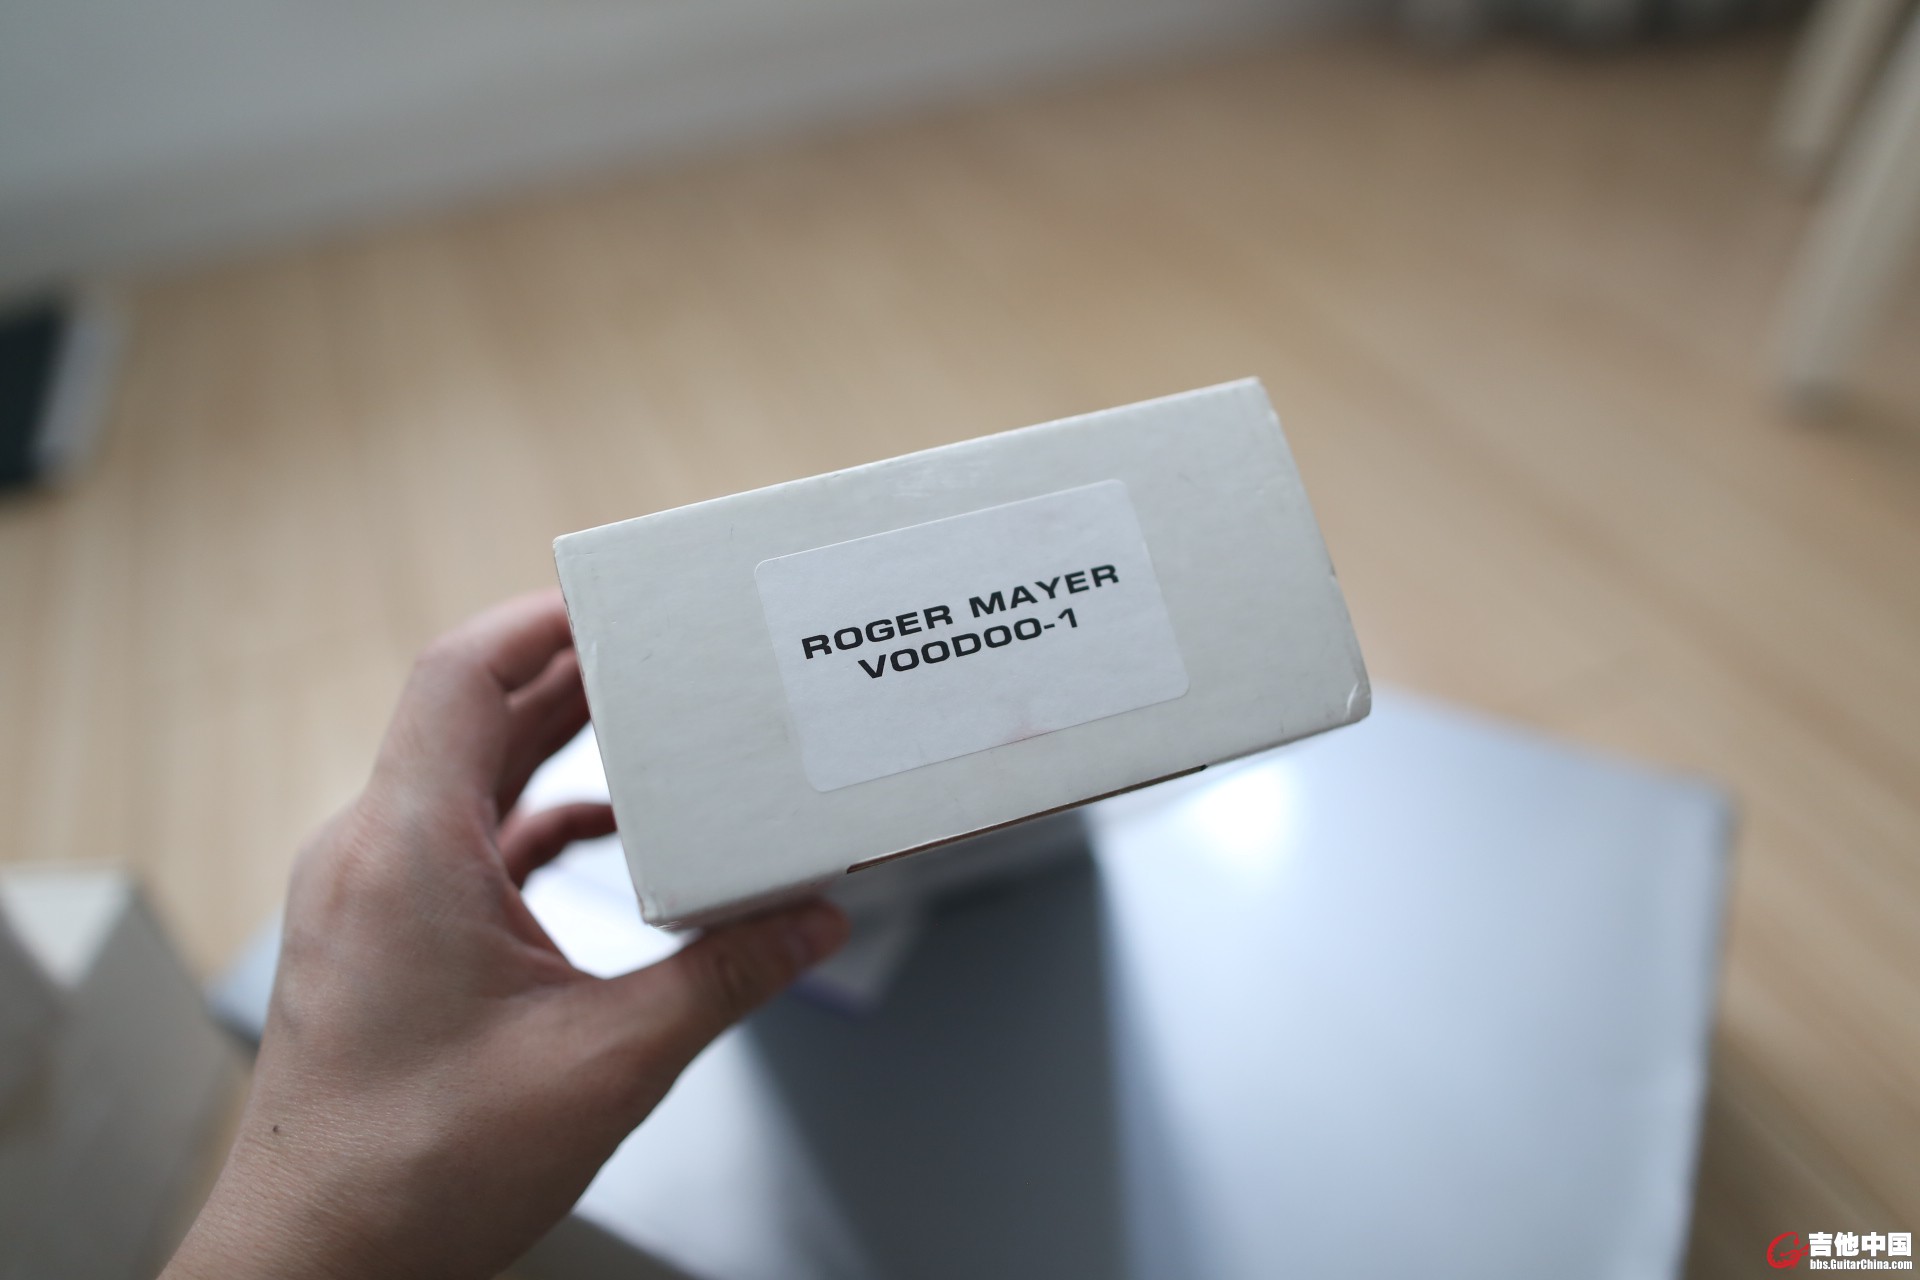 ROGER MAYER
VOODOO-1
吉他中国
bbs.GuitarChina.com